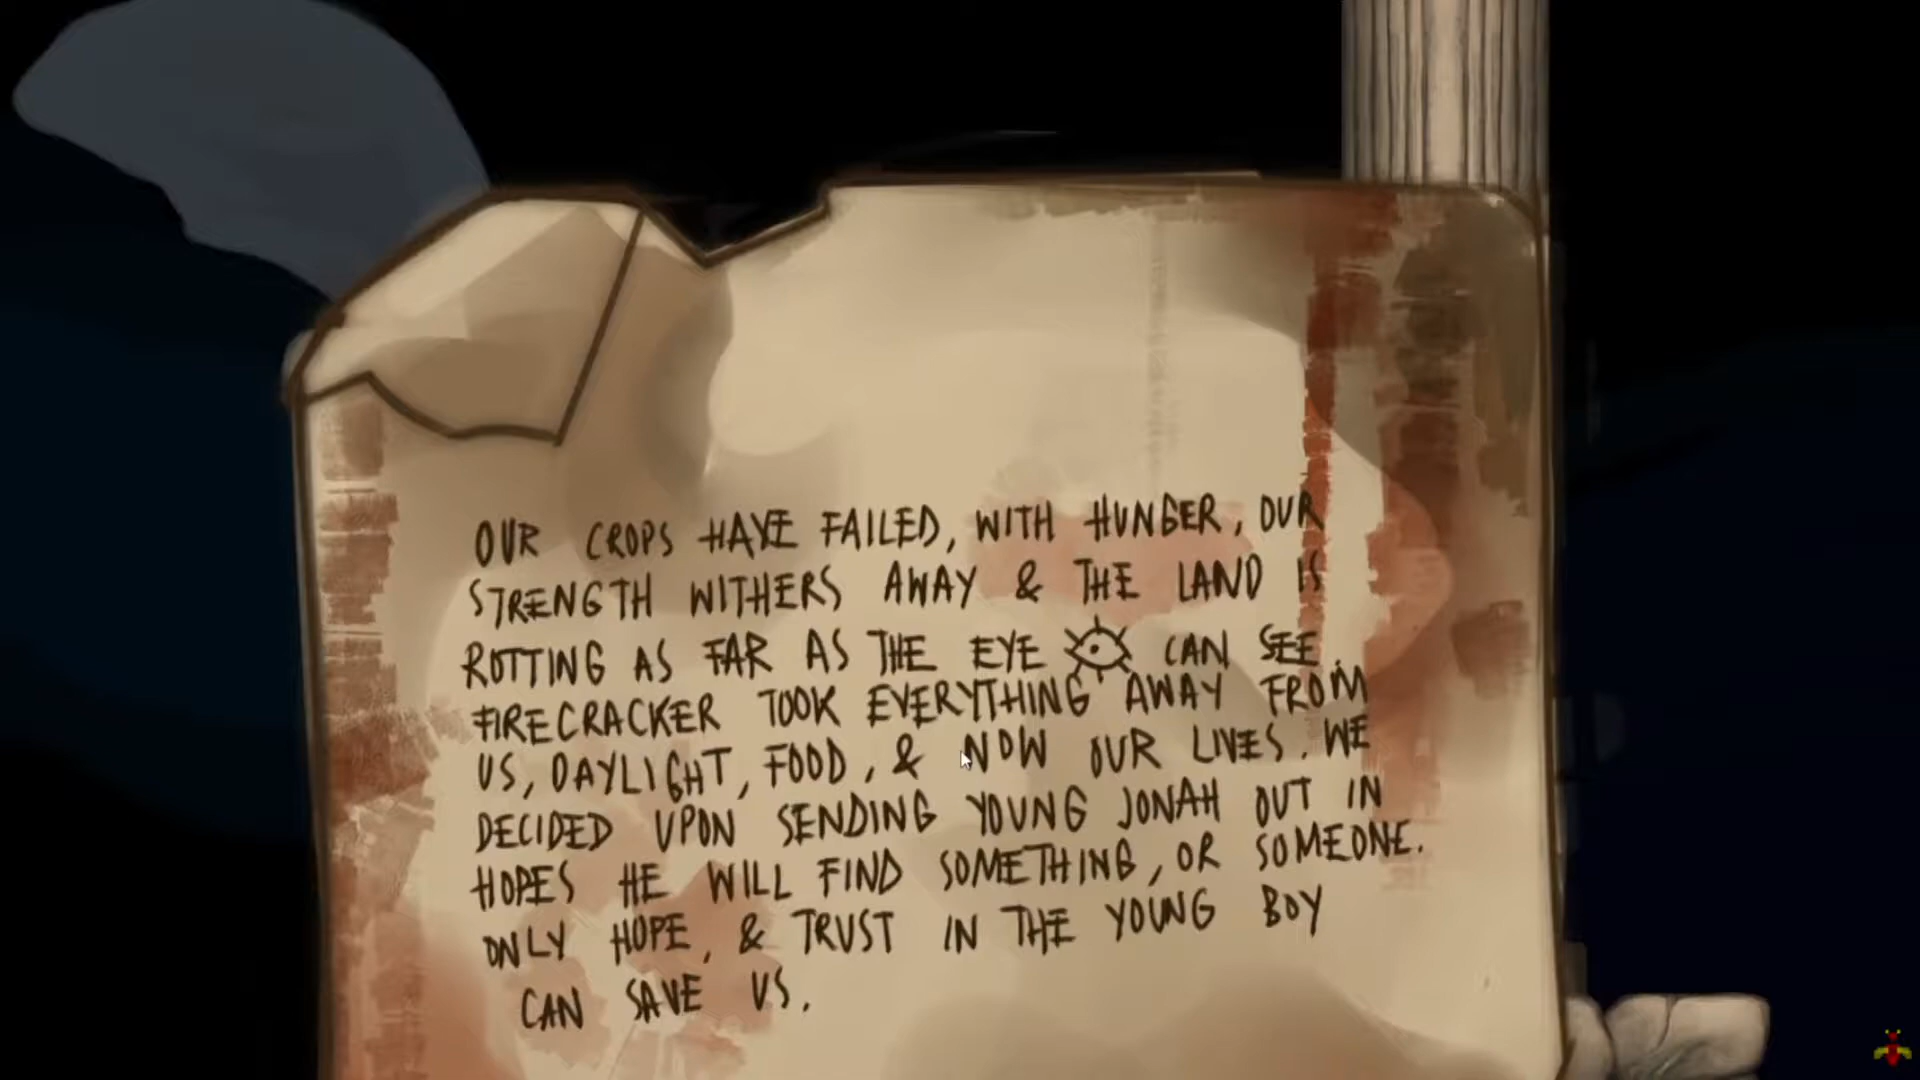 OUR CROPS HAVE FAILED, WITH HUNGER, OUR
STRENGTH WITHERS AWAY & THE LAND IS
ROTTING AS FAR AS THE EYE CAN SEE.
FIRECRACKER TOOK EVERYTHING AWAY FROM
US, DAYLIGHT, FOOD, & NOW OUR LIVES. WE
DECIDED UPON SENDING YOUNG JONAH OUT IN
HOPES HE WILL FIND SOMETHING, OR SOMEONE.
ONLY HOPE, & TRUST IN THE YOUNG BOY
CAN SAVE US.